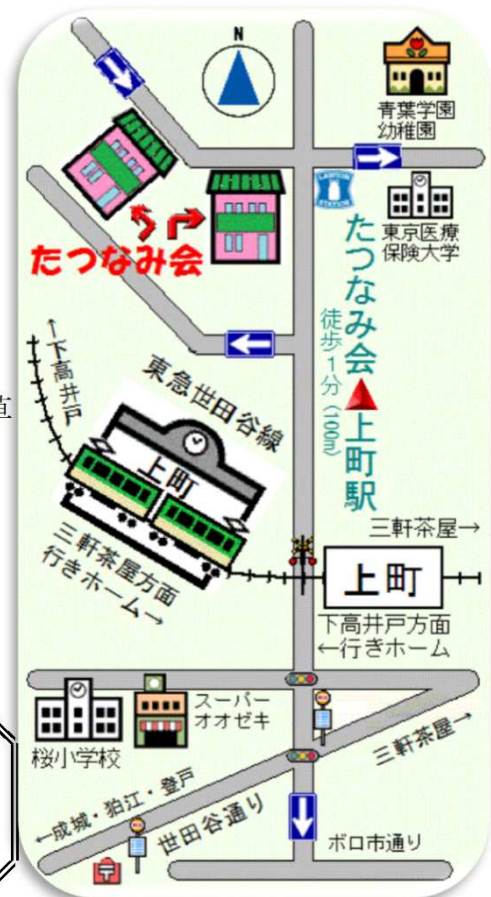 N
青葉学園
幼稚園
LAWSON
STATION
東京医療
保険大学
たつなみ会
たつなみ会▲上町駅
徒歩1分(100m)
←下高井戸
東急世田谷線
上町
三軒茶屋方面
行きホーム→
三軒茶屋→
上町
下高井戸方面
←行きホーム
桜小学校
スーパー
オオゼキ
三軒茶屋→
←成城・狛江・登戸
世田谷通り
ボロ市通り